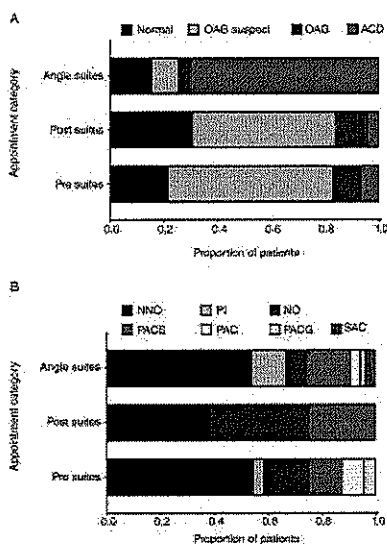 A
Normal OAG suspect OAG ACD
Appointment category
Angle suites
Post suites
Pre suites
0.0 0.2 0.4 0.6 0.8 1.0
Proportion of patients
B
NNO PI NO
PACS PAC PACG SAC
Appointment category
Angle suites
Post suites
Pre suites
0.0 0.2 0.4 0.6 0.8 1.0
Proportion of patients